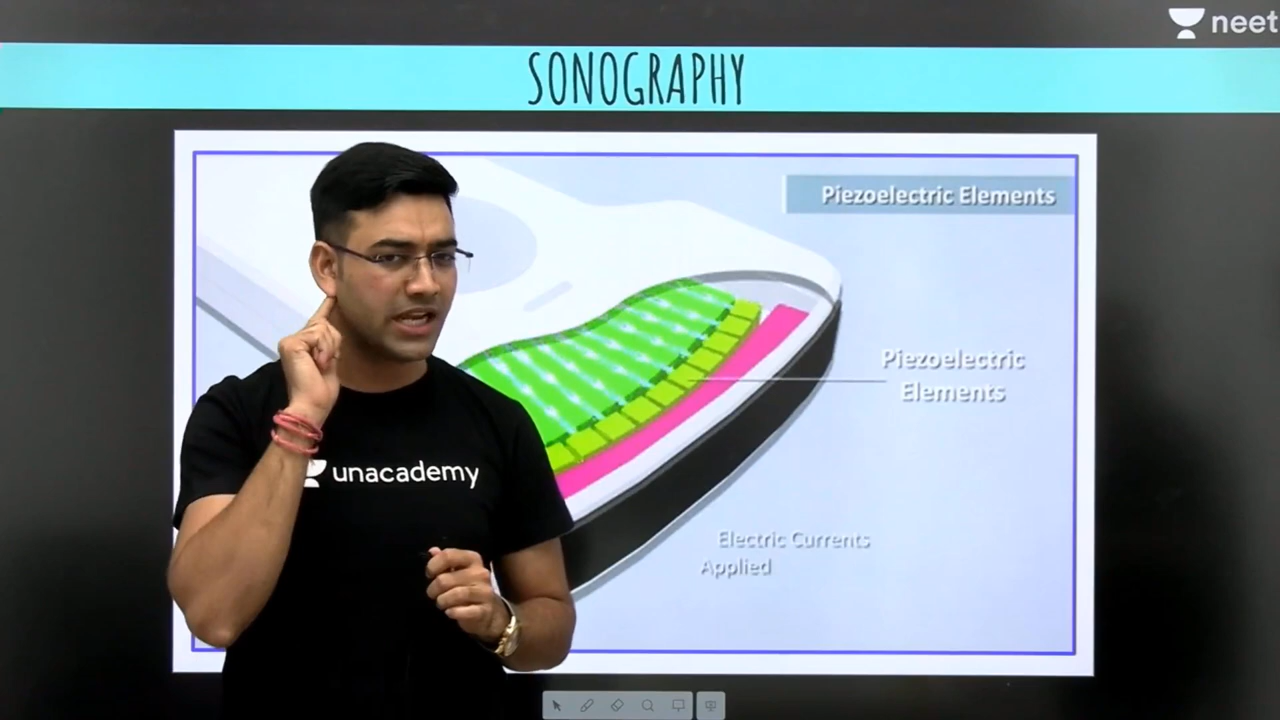 neet
SONOGRAPHY
Piezoelectric Elements
Piezoelectric
Elements
unacademy
Electric Currents
Applied